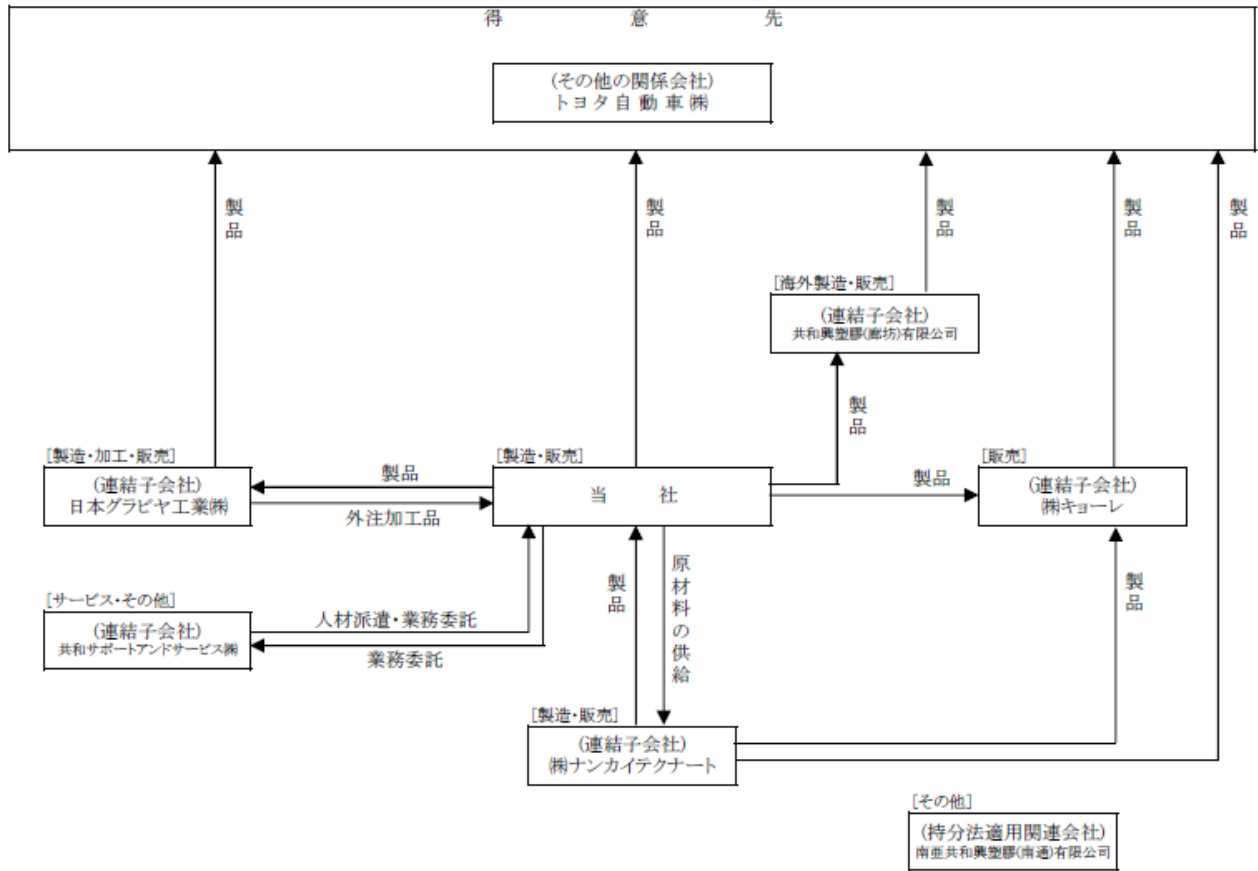 得意先
(その他の関係会社)
トヨタ自動車㈱
製品
製品
製品
製品
製品
[海外製造・販売]
(連結子会社)
共和興塑膠(廊坊)有限公司
製品
[製造・加工・販売]
(連結子会社)
日本グラビヤ工業㈱
製品
外注加工品
[製造・販売]
当社
製品
[販売]
(連結子会社)
㈱キョーレ
[サービス・その他]
(連結子会社)
共和サポートアンドサービス㈱
人材派遣・業務委託
業務委託
製品
原材料の供給
製品
[製造・販売]
(連結子会社)
㈱ナンカイテクナート
[その他]
(持分法適用関連会社)
南亜共和興塑膠(南通)有限公司